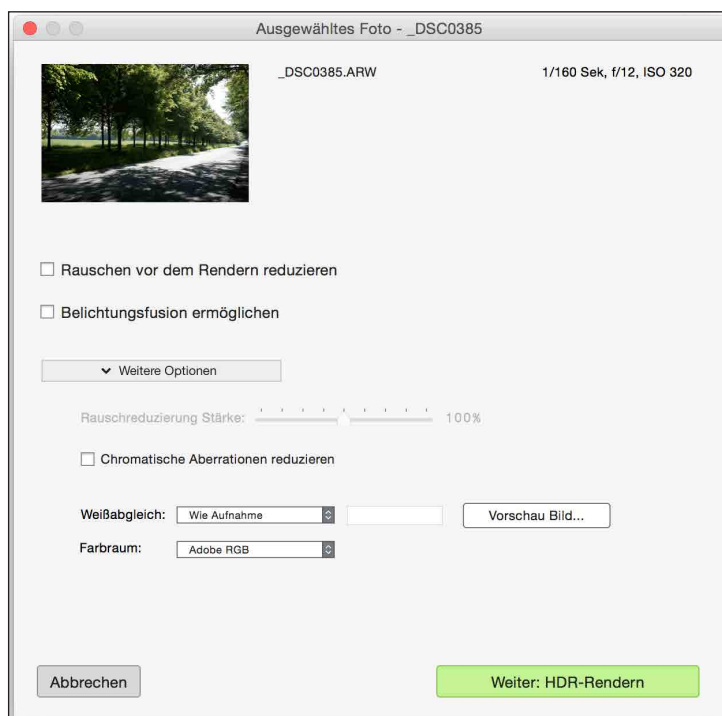 Ausgewähltes Foto - _DSC0385
_DSC0385.ARW 1/160 Sek, f/12, ISO 320
Rauschen vor dem Rendern reduzieren
Belichtungsfusion ermöglichen
Weitere Optionen
Rauschreduzierung Stärke: 100%
Chromatische Aberrationen reduzieren
Weißabgleich: Wie Aufnahme Vorschau Bild...
Farbraum: Adobe RGB
Abbrechen Weiter: HDR-Rendern